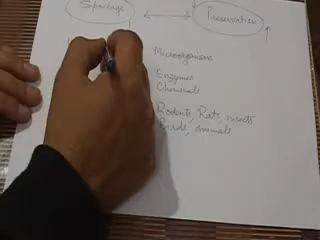 Spoilage Preservation
Microorganisms
Enzymes
Chemicals
Rodents, Rats, insects
Birds, animals